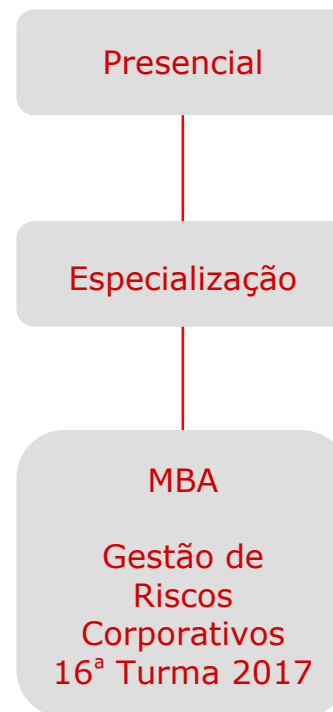 Presencial
Especialização
MBA
Gestão de
Riscos
Corporativos
16ª Turma 2017